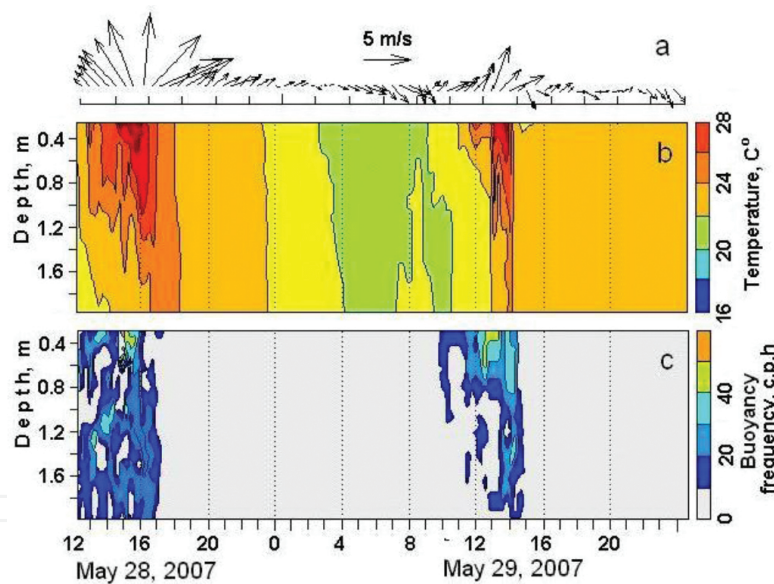 5 m/s
a
Depth, m
0.4
0.8
1.2
1.6
b
28
24
20
16
Temperature, C°
Depth, m
0.4
0.8
1.2
1.6
c
40
20
0
Buoyancy
frequency, c.p.h
12 16 20 0 4 8 12 16 20
May 28, 2007 May 29, 2007